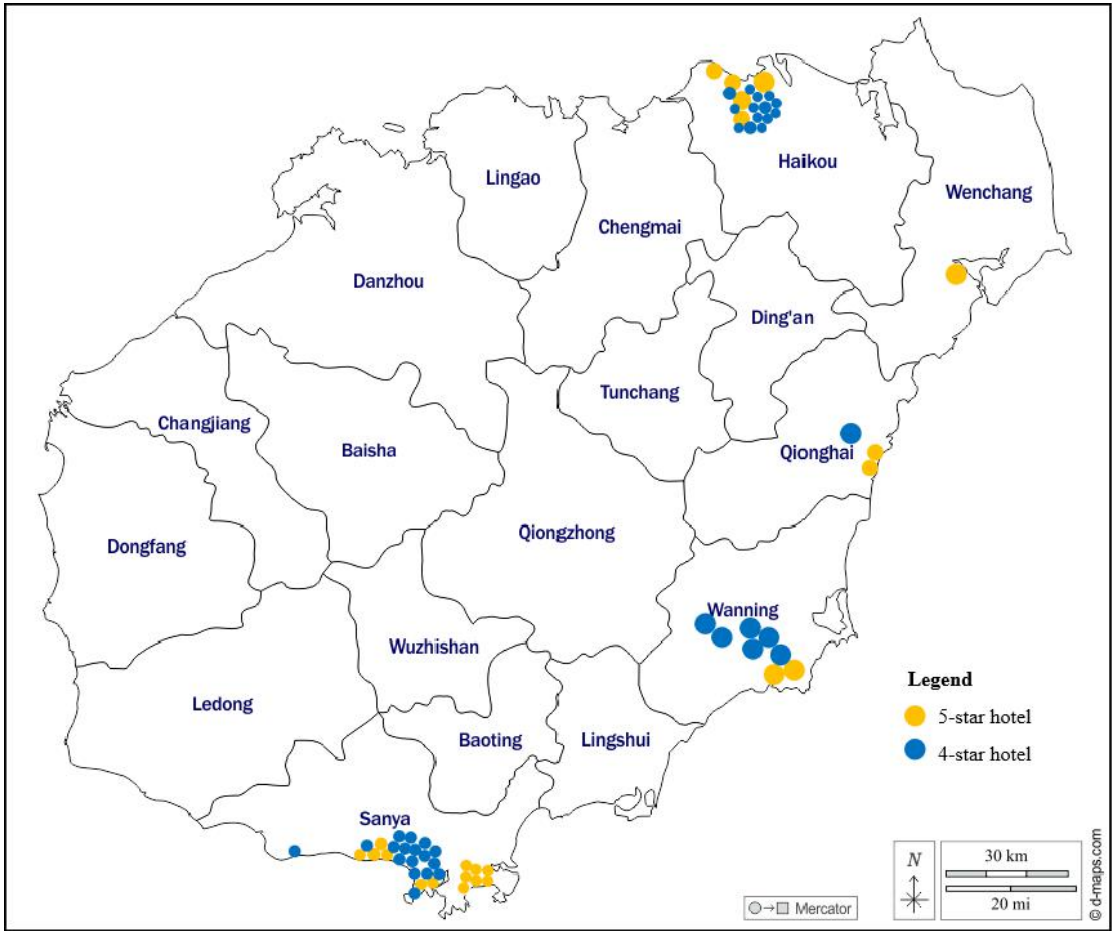 Haikou
Lingao
Wenchang
Chengmai
Danzhou
Ding'an
Tunchang
Changjiang
Baisha
Qionghai
Qiongzhong
Dongfang
Wanning
Wuzhishan
Ledong
Baoting
Lingshui
Sanya
Legend
5-star hotel
4-star hotel
N
30 km
20 mi
Mercator
© d-maps.com